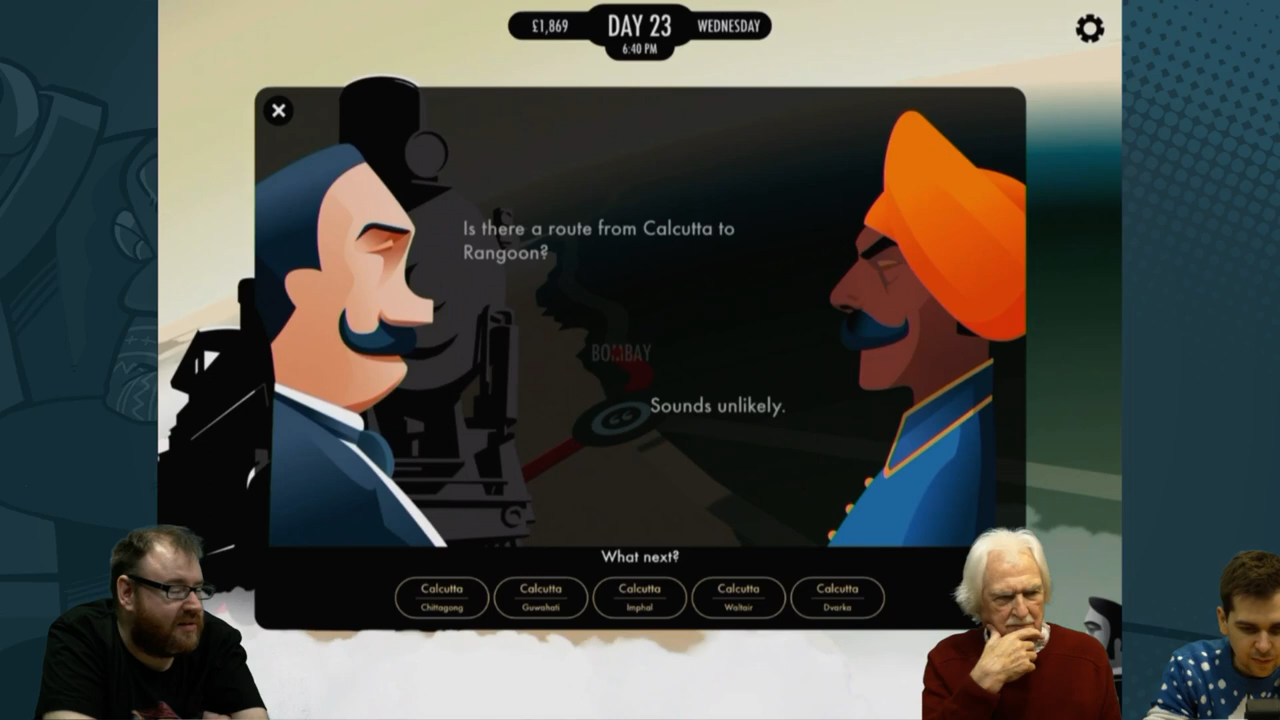 £1,869
DAY 23
WEDNESDAY
6:40 PM
Is there a route from Calcutta to
Rangoon?
BOMBAY
Sounds unlikely.
What next?
Calcutta
Chittagong
Calcutta
Guwahati
Calcutta
Imphal
Calcutta
Waltair
Calcutta
Dvarka